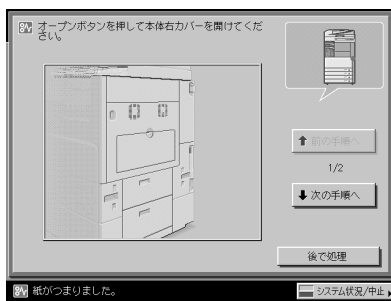 オープンボタンを押して本体右カバーを開けてくだ
さい。
前の手順へ
1/2
次の手順へ
後で処理
紙がつまりました。
システム状況/中止